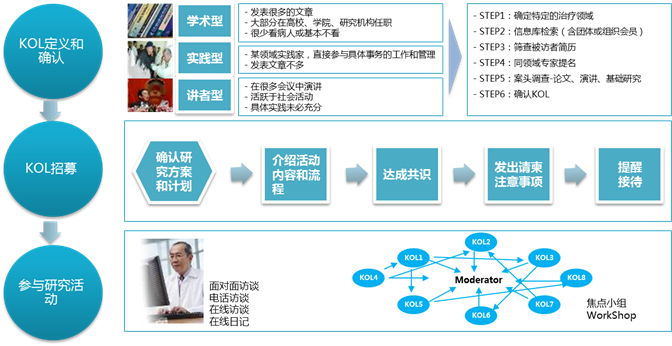 KOL定义和
确认
学术型
- 发表很多的文章
- 大部分在高校、学院、研究机构任职
- 很少看病人或基本不看
实践型
- 某领域实践家，直接参与具体事务的工作和管理
- 发表文章不多
讲者型
- 在很多会议中演讲
- 活跃于社会活动
- 具体实践未必充分
- STEP1：确定特定的治疗领域
- STEP2：信息库检索（含团体或组织会员）
- STEP3：筛查被访者简历
- STEP4：同领域专家提名
- STEP5：案头调查-论文、演讲、基础研究
- STEP6：确认KOL
KOL招募
确认研
究方案
和计划
介绍活动
内容和流
程
达成共识
发出请柬
注意事项
提醒
接待
参与研究活
动
面对面访谈
电话访谈
在线访谈
在线日记
KOL1
KOL2
KOL3
KOL4
Moderator
KOL8
KOL5
KOL6
KOL7
焦点小组
WorkShop